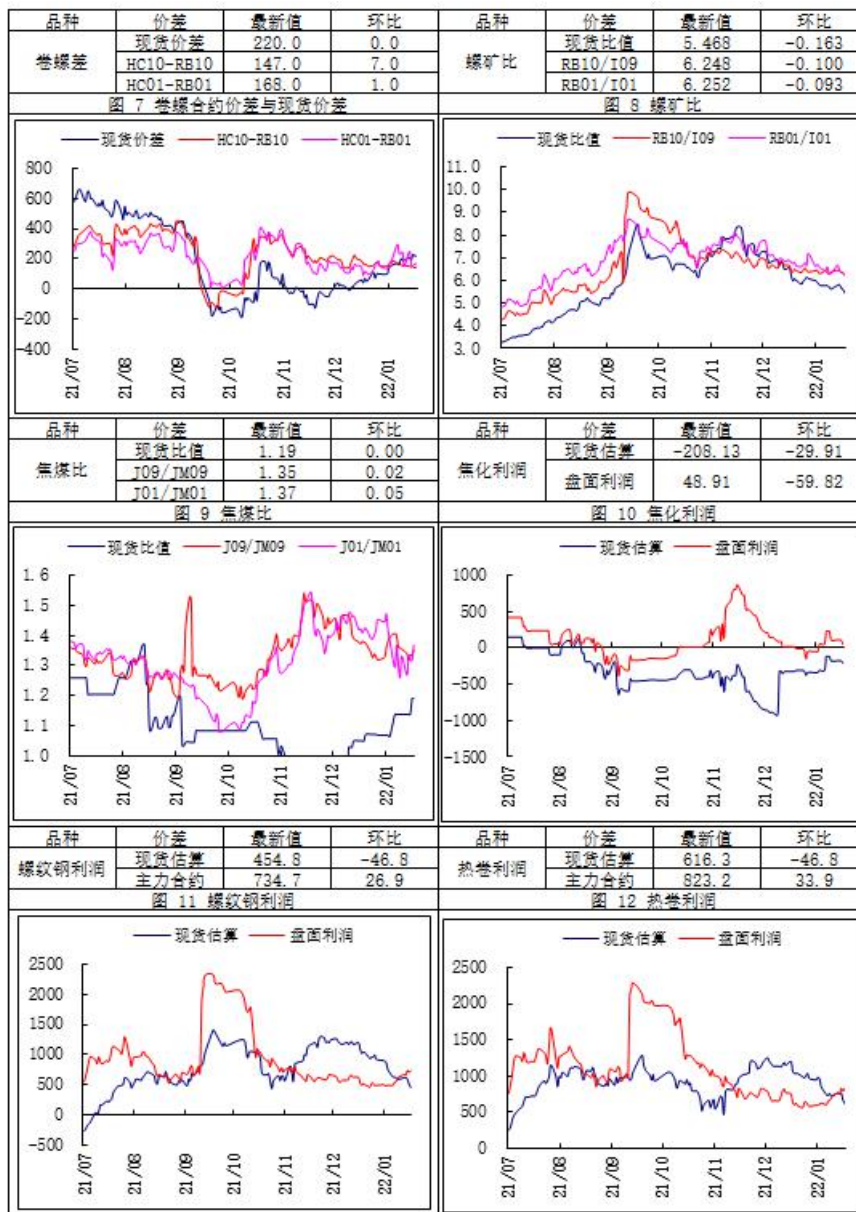 品种 价差 最新值 环比 品种 价差 最新值 环比
卷螺差 现货价差 220.0 0.0 螺矿比 现货比值 5.468 -0.163
HC10-RB10 147.0 7.0 RB10/I09 6.248 -0.100
HC01-RB01 168.0 1.0 RB01/I01 6.252 -0.093
图 7 卷螺合约价差与现货价差 图 8 螺矿比
现货价差 HC10-RB10 HC01-RB01
800
600
400
200
0
-200
-400
21/07 21/08 21/09 21/10 21/11 21/12 22/01
现货比值 RB10/I09 RB01/I01
11.0
10.0
9.0
8.0
7.0
6.0
5.0
4.0
3.0
21/07 21/08 21/09 21/10 21/11 21/12 22/01
品种 价差 最新值 环比 品种 价差 最新值 环比
焦煤比 现货比值 1.19 0.00 焦化利润 现货估算 -208.13 -29.91
J09/JM09 1.35 0.02 盘面利润 48.91 -59.82
J01/JM01 1.37 0.05
图 9 焦煤比 图 10 焦化利润
现货比值 J09/JM09 J01/JM01
1.6
1.5
1.4
1.3
1.2
1.1
1.0
21/07 21/08 21/09 21/10 21/11 21/12 22/01
现货估算 盘面利润
1000
500
0
-500
-1000
-1500
21/07 21/08 21/09 21/10 21/11 21/12 22/01
品种 价差 最新值 环比 品种 价差 最新值 环比
螺纹钢利润 现货估算 454.8 -46.8 热卷利润 现货估算 616.3 -46.8
主力合约 734.7 26.9 主力合约 823.2 33.9
图 11 螺纹钢利润 图 12 热卷利润
现货估算 盘面利润
2500
2000
1500
1000
500
0
-500
21/07 21/08 21/09 21/10 21/11 21/12 22/01
现货估算 盘面利润
2500
2000
1500
1000
500
0
21/07 21/08 21/09 21/10 21/11 21/12 22/01